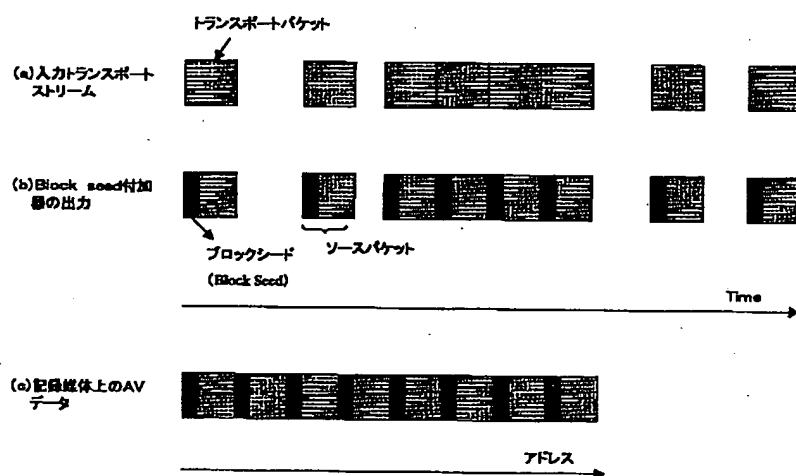 トランスポートパケット
(a)入力トランスポート
ストリーム
(b)Block seed付加
器の出力
ブロックシード
(Block Seed)
ソースパケット
Time
(c)記録媒体上のAV
データ
アドレス